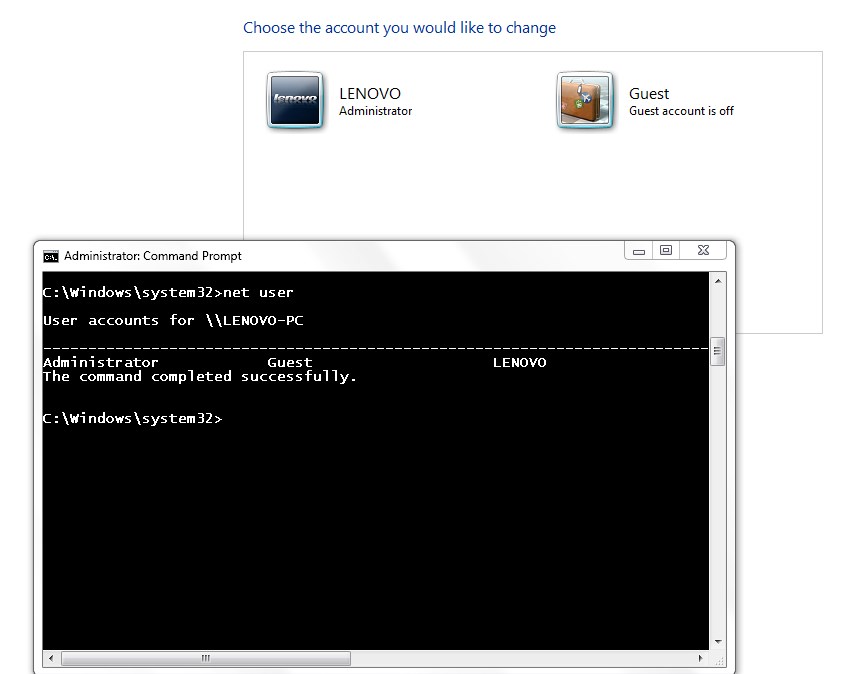 Choose the account you would like to change
lenovo
LENOVO
Administrator
Guest
Guest account is off
Administrator: Command Prompt
C:\Windows\system32>net user
User accounts for \\LENOVO-PC
-------------------------------------------------------------------------------
Administrator            Guest                    LENOVO
The command completed successfully.
C:\Windows\system32>